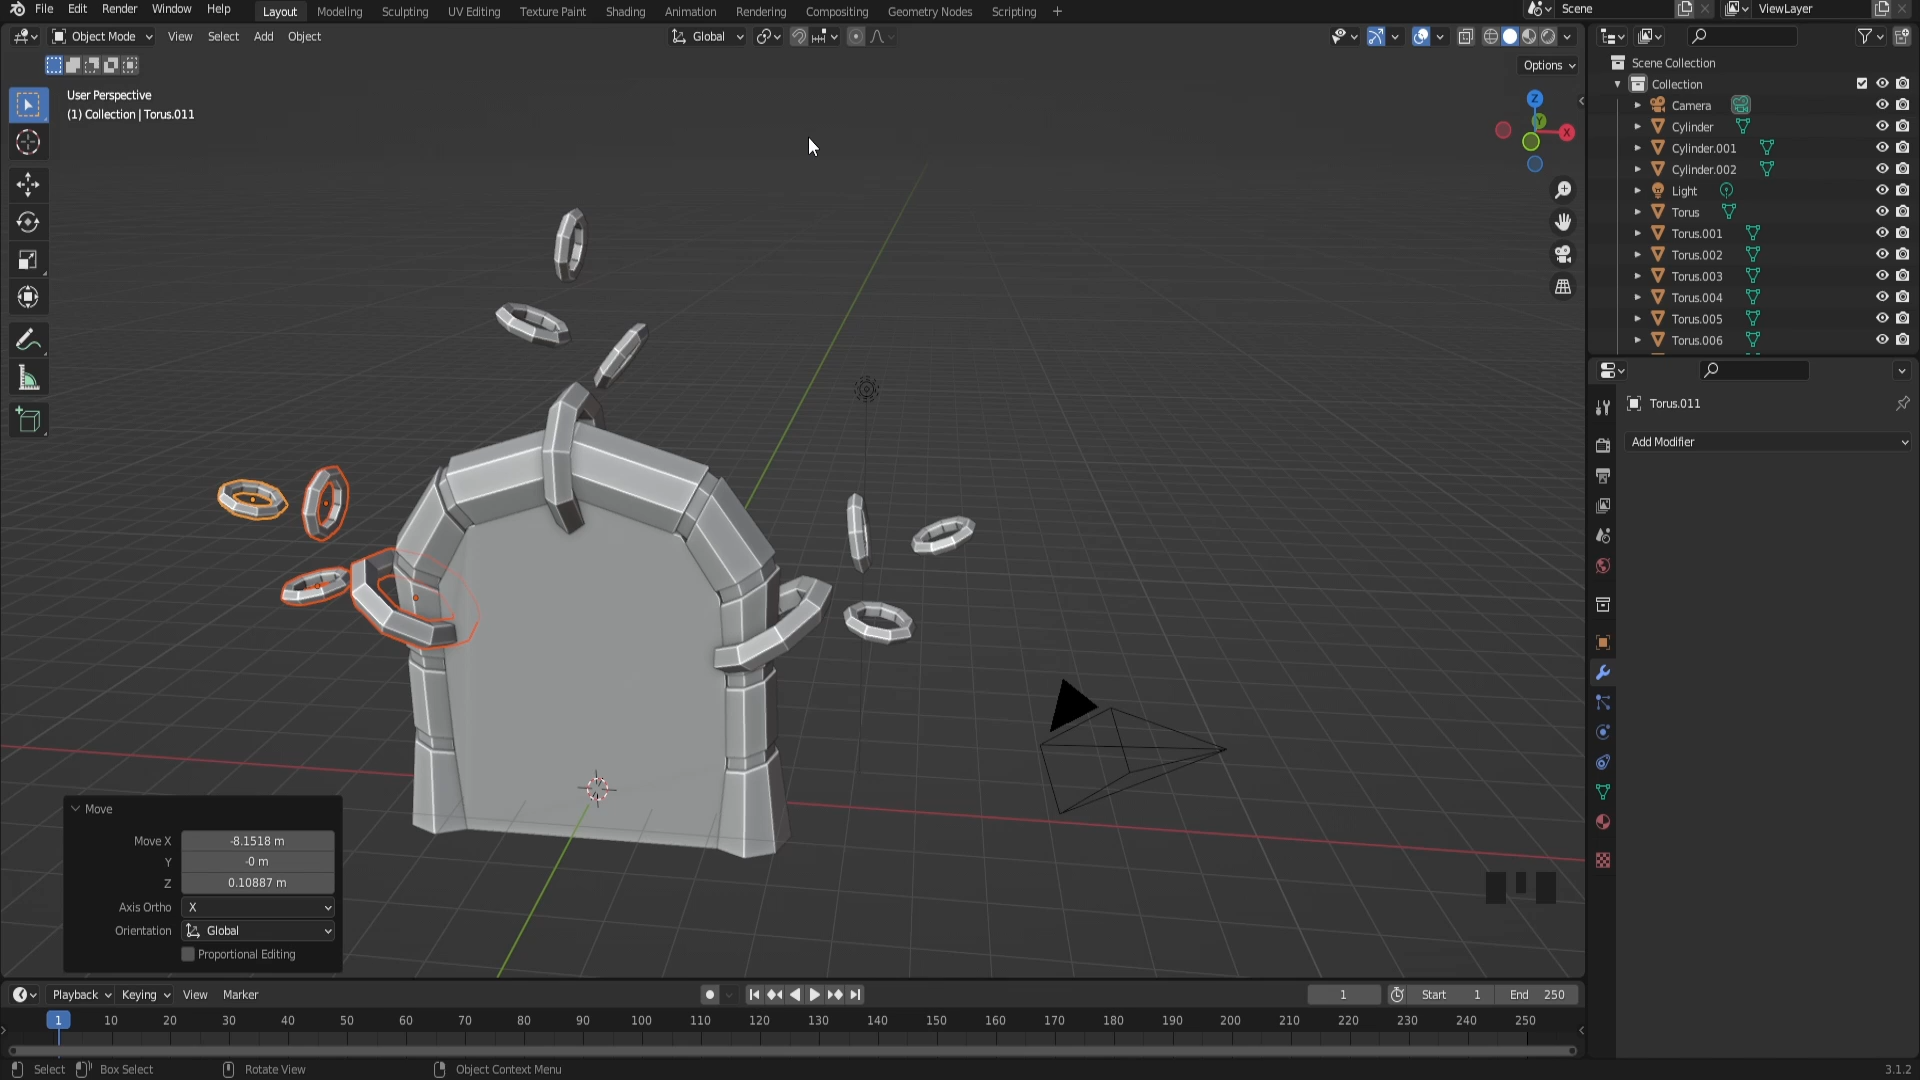 File Edit Render Window Help Layout Modeling Sculpting UV Editing Texture Paint Shading Animation Rendering Compositing Geometry Nodes Scripting + Scene ViewLayer
Object Mode View Select Add Object Global
Options
User Perspective
(1) Collection | Torus.011
Z
Y
X
Scene Collection
Collection
Camera
Cylinder
Cylinder.001
Cylinder.002
Light
Torus
Torus.001
Torus.002
Torus.003
Torus.004
Torus.005
Torus.006
Torus.011
Add Modifier
Move
Move X -8.1518 m
Y -0 m
Z 0.10887 m
Axis Ortho X
Orientation Global
Proportional Editing
Playback Keying View Marker 1 Start 1 End 250
1 10 20 30 40 50 60 70 80 90 100 110 120 130 140 150 160 170 180 190 200 210 220 230 240 250
Select Box Select Rotate View Object Context Menu 3.1.2